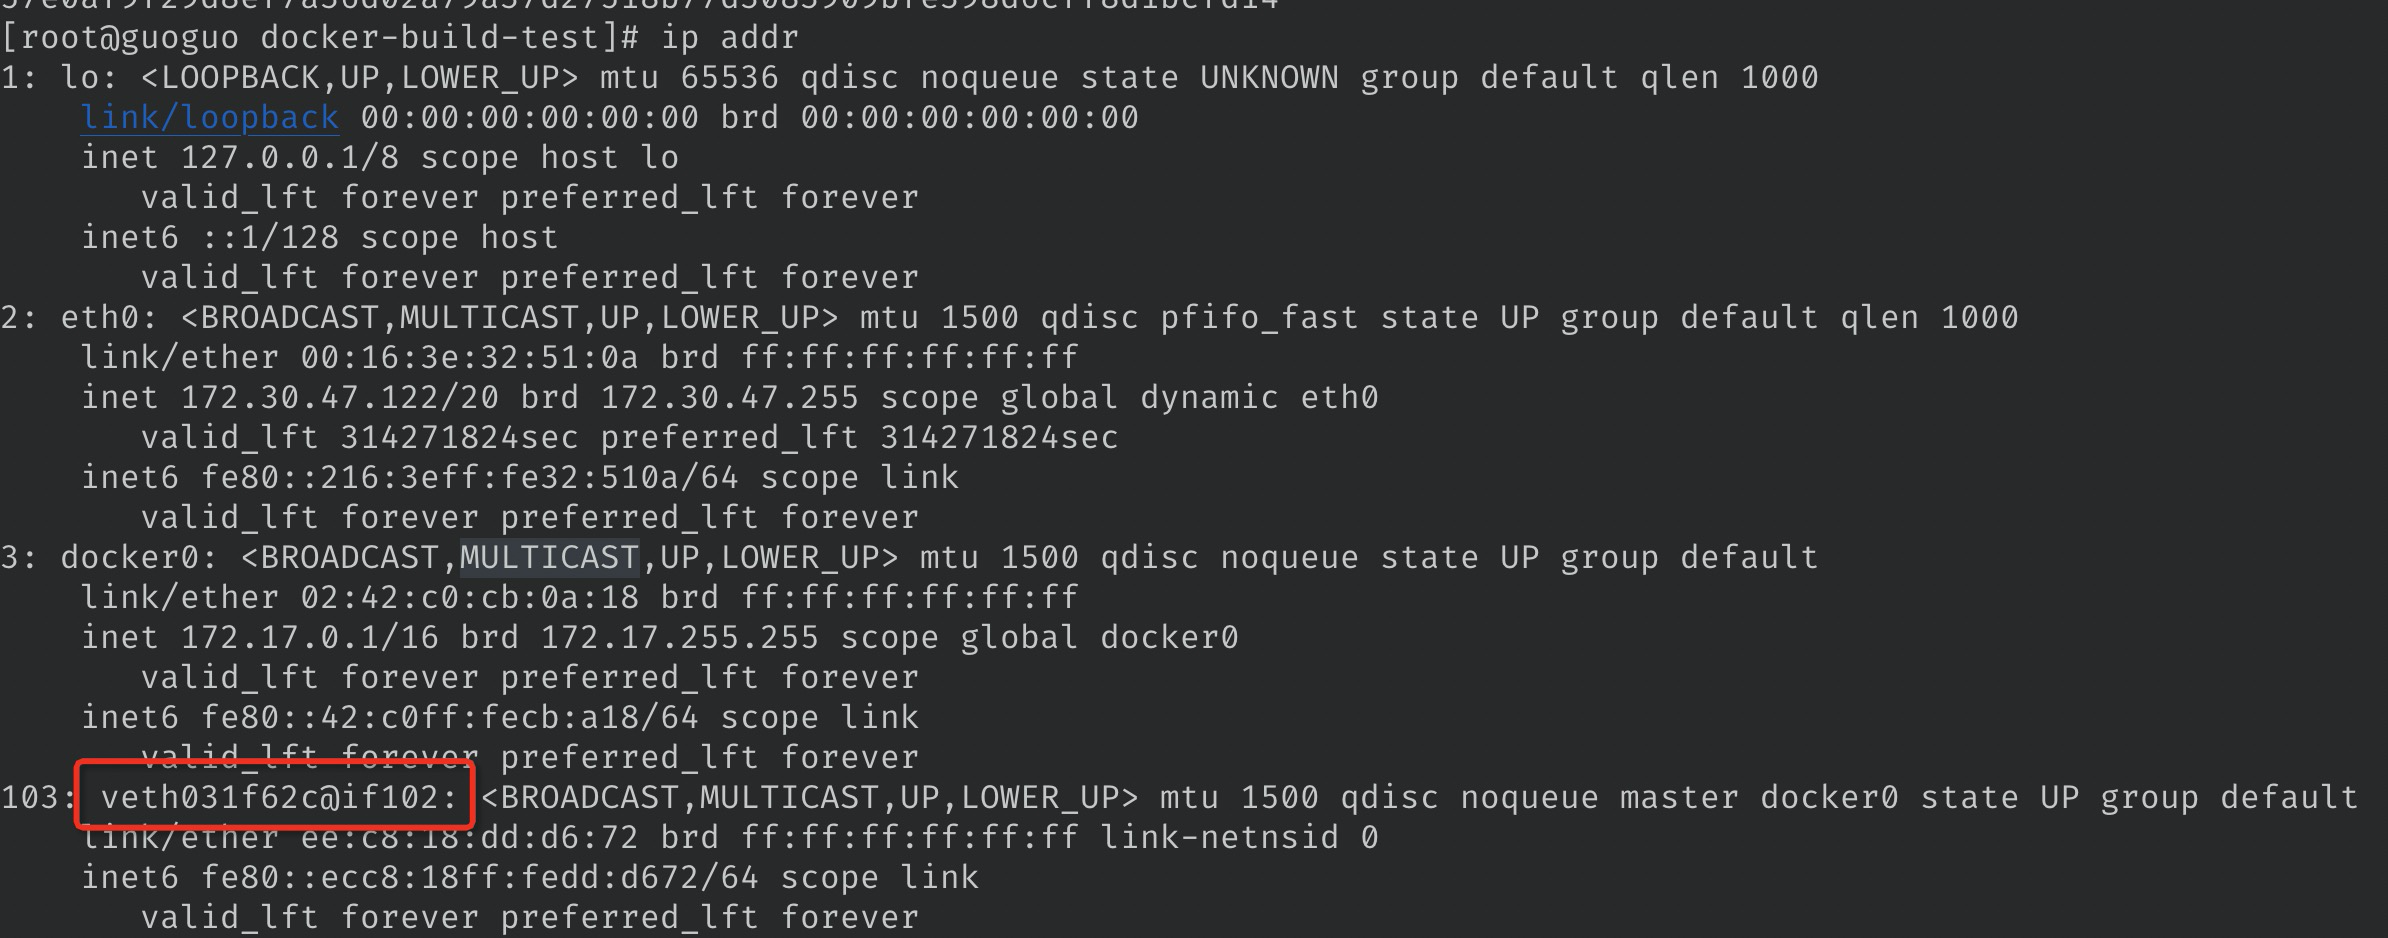 [root@guoguo docker-build-test]# ip addr
1: lo: <LOOPBACK,UP,LOWER_UP> mtu 65536 qdisc noqueue state UNKNOWN group default qlen 1000
    link/loopback 00:00:00:00:00:00 brd 00:00:00:00:00:00
    inet 127.0.0.1/8 scope host lo
       valid_lft forever preferred_lft forever
    inet6 ::1/128 scope host
       valid_lft forever preferred_lft forever
2: eth0: <BROADCAST,MULTICAST,UP,LOWER_UP> mtu 1500 qdisc pfifo_fast state UP group default qlen 1000
    link/ether 00:16:3e:32:51:0a brd ff:ff:ff:ff:ff:ff
    inet 172.30.47.122/20 brd 172.30.47.255 scope global dynamic eth0
       valid_lft 314271824sec preferred_lft 314271824sec
    inet6 fe80::216:3eff:fe32:510a/64 scope link
       valid_lft forever preferred_lft forever
3: docker0: <BROADCAST,MULTICAST,UP,LOWER_UP> mtu 1500 qdisc noqueue state UP group default
    link/ether 02:42:c0:cb:0a:18 brd ff:ff:ff:ff:ff:ff
    inet 172.17.0.1/16 brd 172.17.255.255 scope global docker0
       valid_lft forever preferred_lft forever
    inet6 fe80::42:c0ff:fecb:a18/64 scope link
       valid_lft forever preferred_lft forever
103: veth031f62c@if102: <BROADCAST,MULTICAST,UP,LOWER_UP> mtu 1500 qdisc noqueue master docker0 state UP group default
    link/ether ee:c8:18:dd:d6:72 brd ff:ff:ff:ff:ff:ff link-netnsid 0
    inet6 fe80::ecc8:18ff:fedd:d672/64 scope link
       valid_lft forever preferred_lft forever